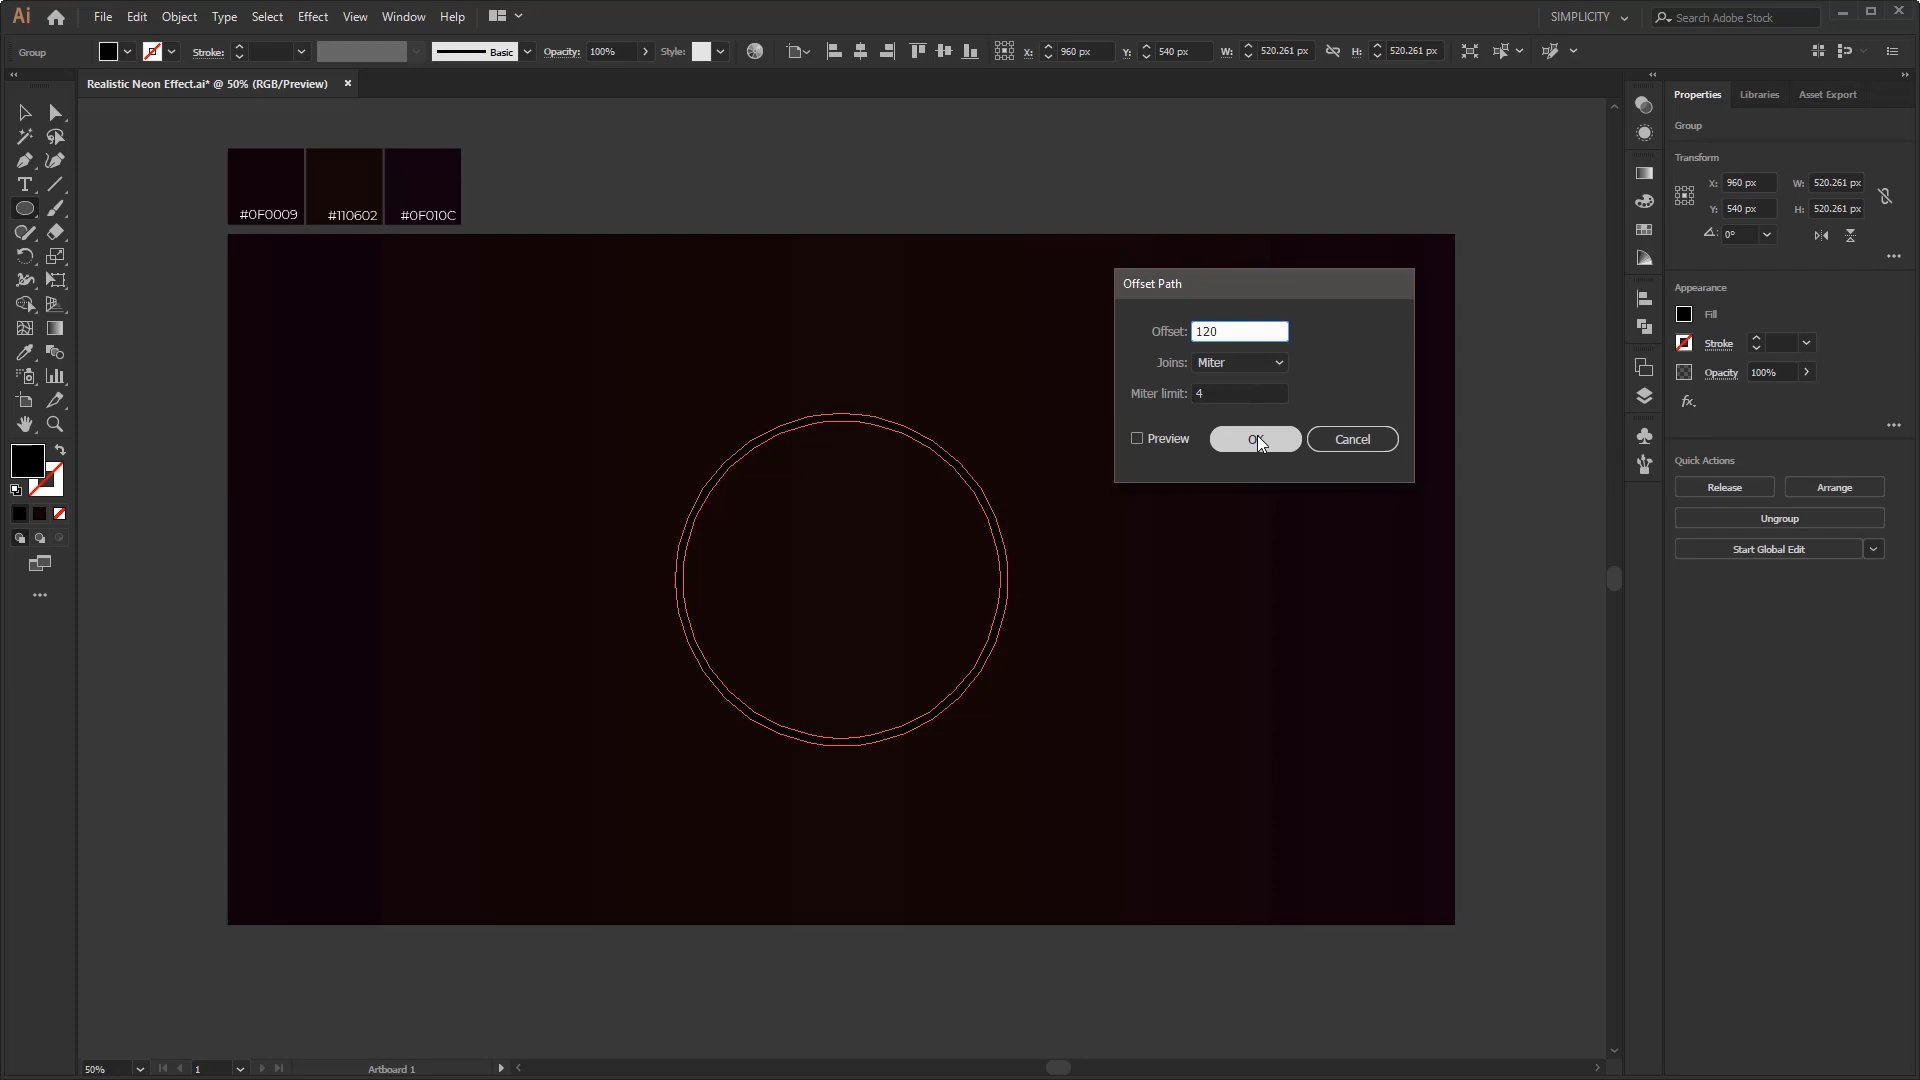 Ai File Edit Object Type Select Effect View Window Help SIMPLICITY Search Adobe Stock
Group Stroke: Basic Opacity: 100% Style: X: 960 px Y: 540 px W: 520.261 px H: 520.261 px
Realistic Neon Effect.ai* @ 50% (RGB/Preview) ×
Properties Libraries Asset Export
Group
Transform
X: 960 px W: 520.261 px
Y: 540 px H: 520.261 px
0°
Appearance
Fill
Stroke
Opacity 100%
fx.
Quick Actions
Release Arrange
Ungroup
Start Global Edit
#0F0009 #110602 #0F010C
Offset Path
Offset: 120
Joins: Miter
Miter limit: 4
Preview OK Cancel
50% 1 Artboard 1